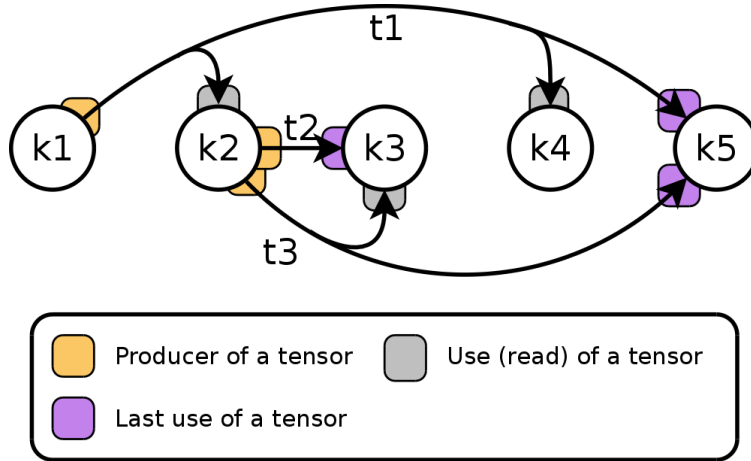 t1
k1
k2
t2
k3
k4
k5
t3
Producer of a tensor
Use (read) of a tensor
Last use of a tensor